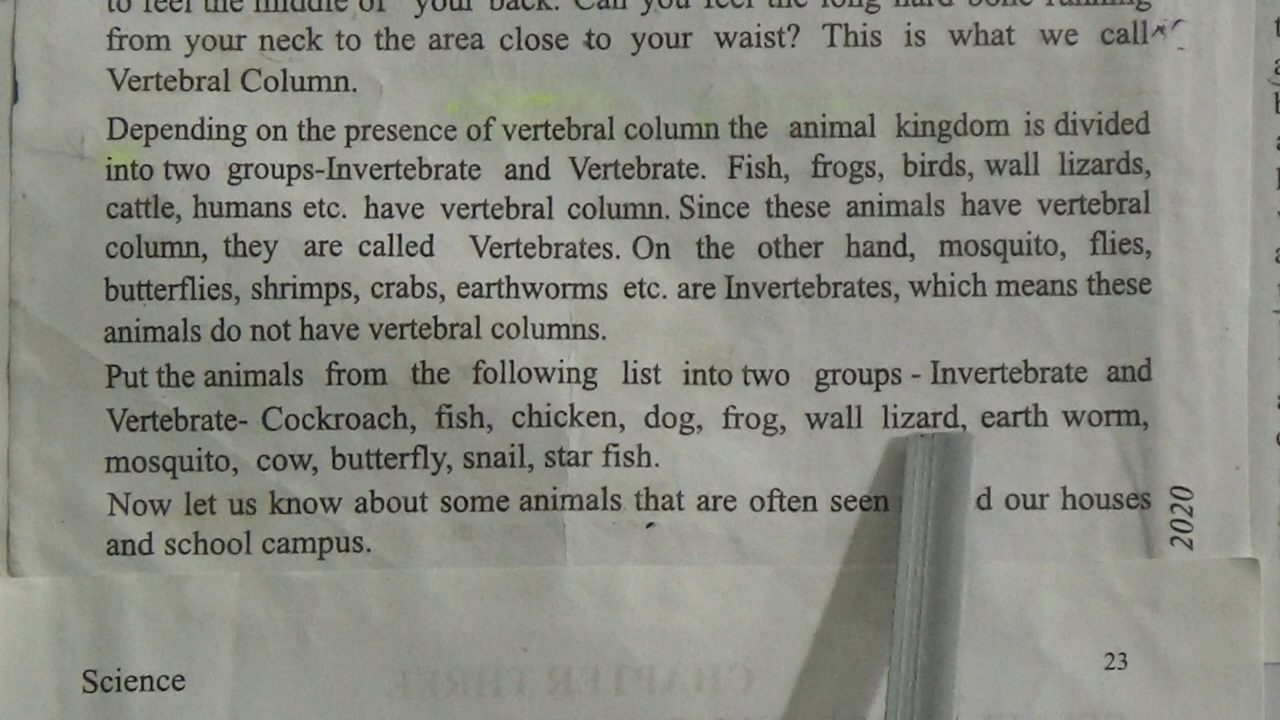 to feel the middle of your back. Can you feel the long hard bone running
from your neck to the area close to your waist? This is what we call
Vertebral Column.
Depending on the presence of vertebral column the animal kingdom is divided
into two groups-Invertebrate and Vertebrate. Fish, frogs, birds, wall lizards,
cattle, humans etc. have vertebral column. Since these animals have vertebral
column, they are called Vertebrates. On the other hand, mosquito, flies,
butterflies, shrimps, crabs, earthworms etc. are Invertebrates, which means these
animals do not have vertebral columns.
Put the animals from the following list into two groups - Invertebrate and
Vertebrate- Cockroach, fish, chicken, dog, frog, wall lizard, earth worm,
mosquito, cow, butterfly, snail, star fish.
Now let us know about some animals that are often seen d our houses
and school campus.
2020
Science
23
CHAPTER THREE